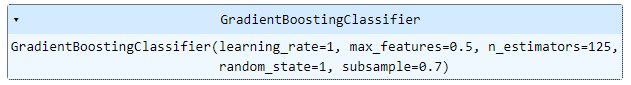 GradientBoostingClassifier
GradientBoostingClassifier(learning_rate=1, max_features=0.5, n_estimators=125,
random_state=1, subsample=0.7)